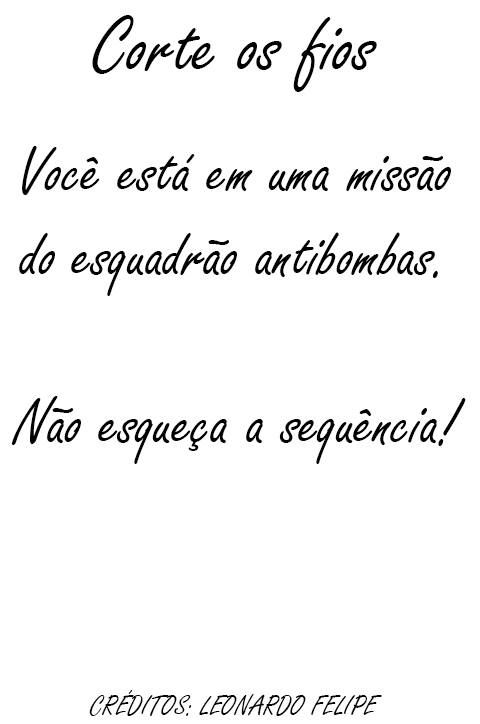 Corte os fios
Você está em uma missão
do esquadrão antibombas.
Não esqueça a sequência!
CRÉDITOS: LEONARDO FELIPE